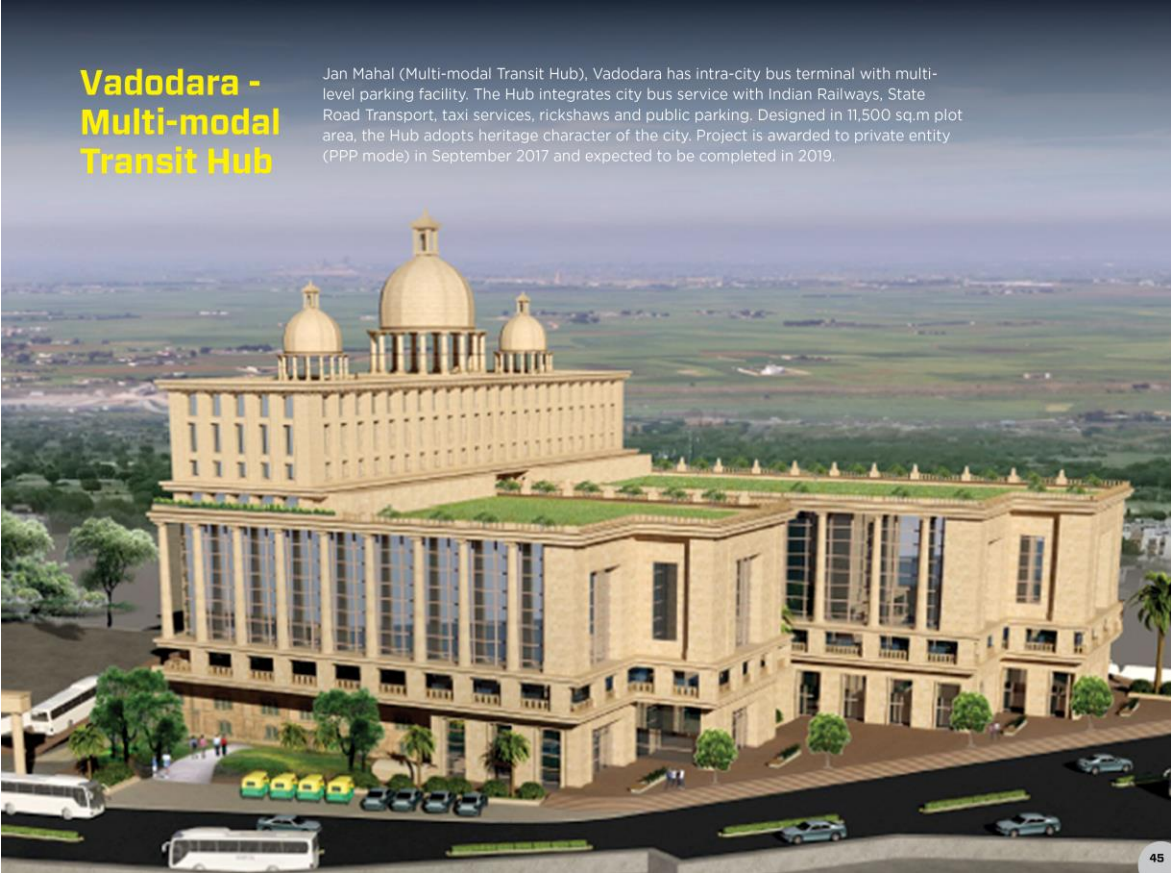 Vadodara -
Multi-modal
Transit Hub
Jan Mahal (Multi-modal Transit Hub), Vadodara has intra-city bus terminal with multi-
level parking facility. The Hub integrates city bus service with Indian Railways, State
Road Transport, taxi services, rickshaws and public parking. Designed in 11,500 sq.m plot
area, the Hub adopts heritage character of the city. Project is awarded to private entity
(PPP mode) in September 2017 and expected to be completed in 2019.
45